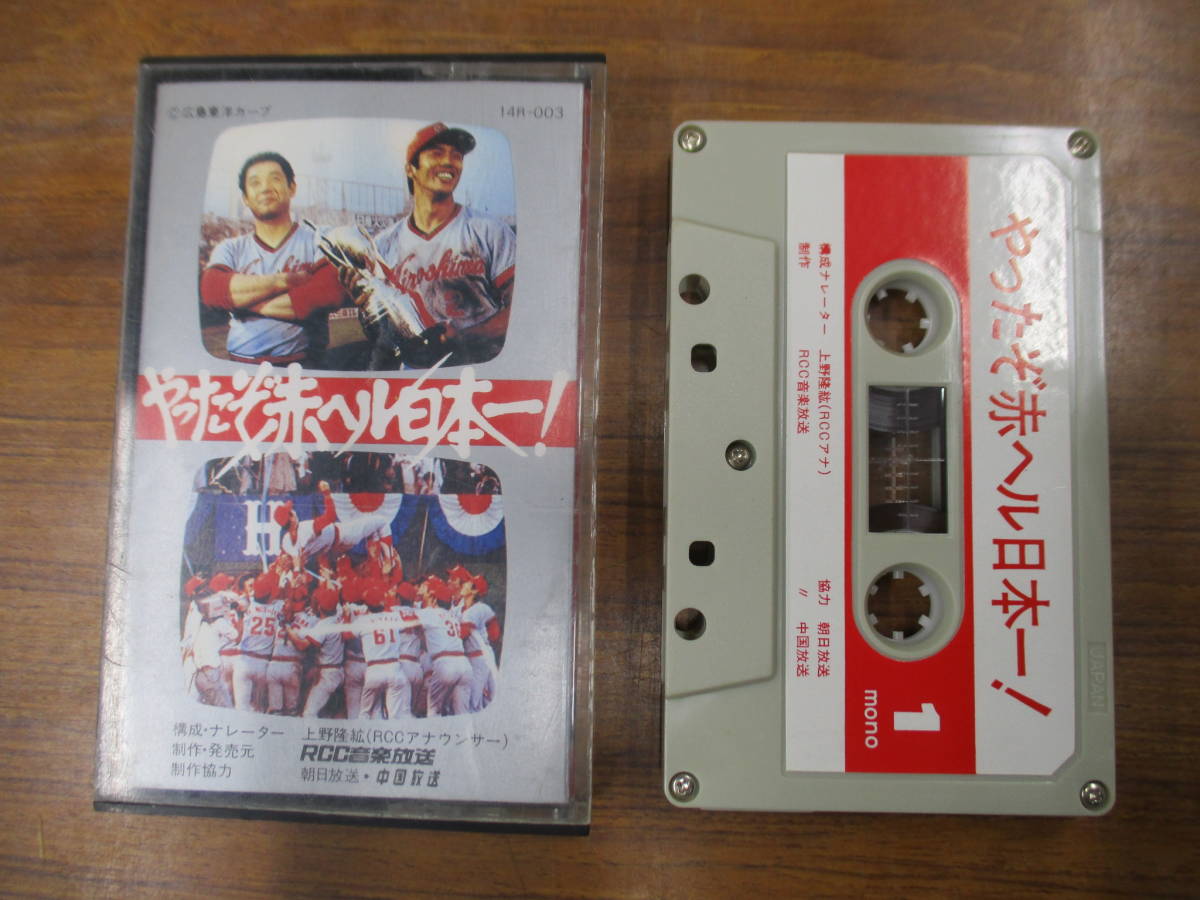 ©広島東洋カープ 14R-003
Hiroshima
やったぞ赤ヘル日本一!
H
25
61
構成・ナレーター 上野隆紘(RCCアナウンサー)
制作・発売元 RCC音楽放送
制作協力 朝日放送・中国放送
やったぞ赤ヘル日本一!
構成ナレーター 上野隆紘(RCCアナ) 協力 朝日放送
制作 RCC音楽放送 〃 中国放送
1
mono
JAPAN